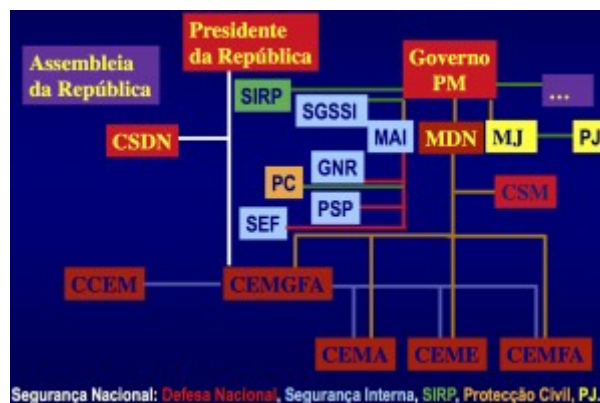 Presidente
da República
Governo
PM
Assembleia
da República
SIRP
...
SGSSI
CSDN
MAI
MDN
MJ
PJ
GNR
PC
CSM
PSP
SEF
CCEM
CEMGFA
CEMA
CEME
CEMFA
Segurança Nacional: Defesa Nacional, Segurança Interna, SIRP, Protecção Civil, PJ.